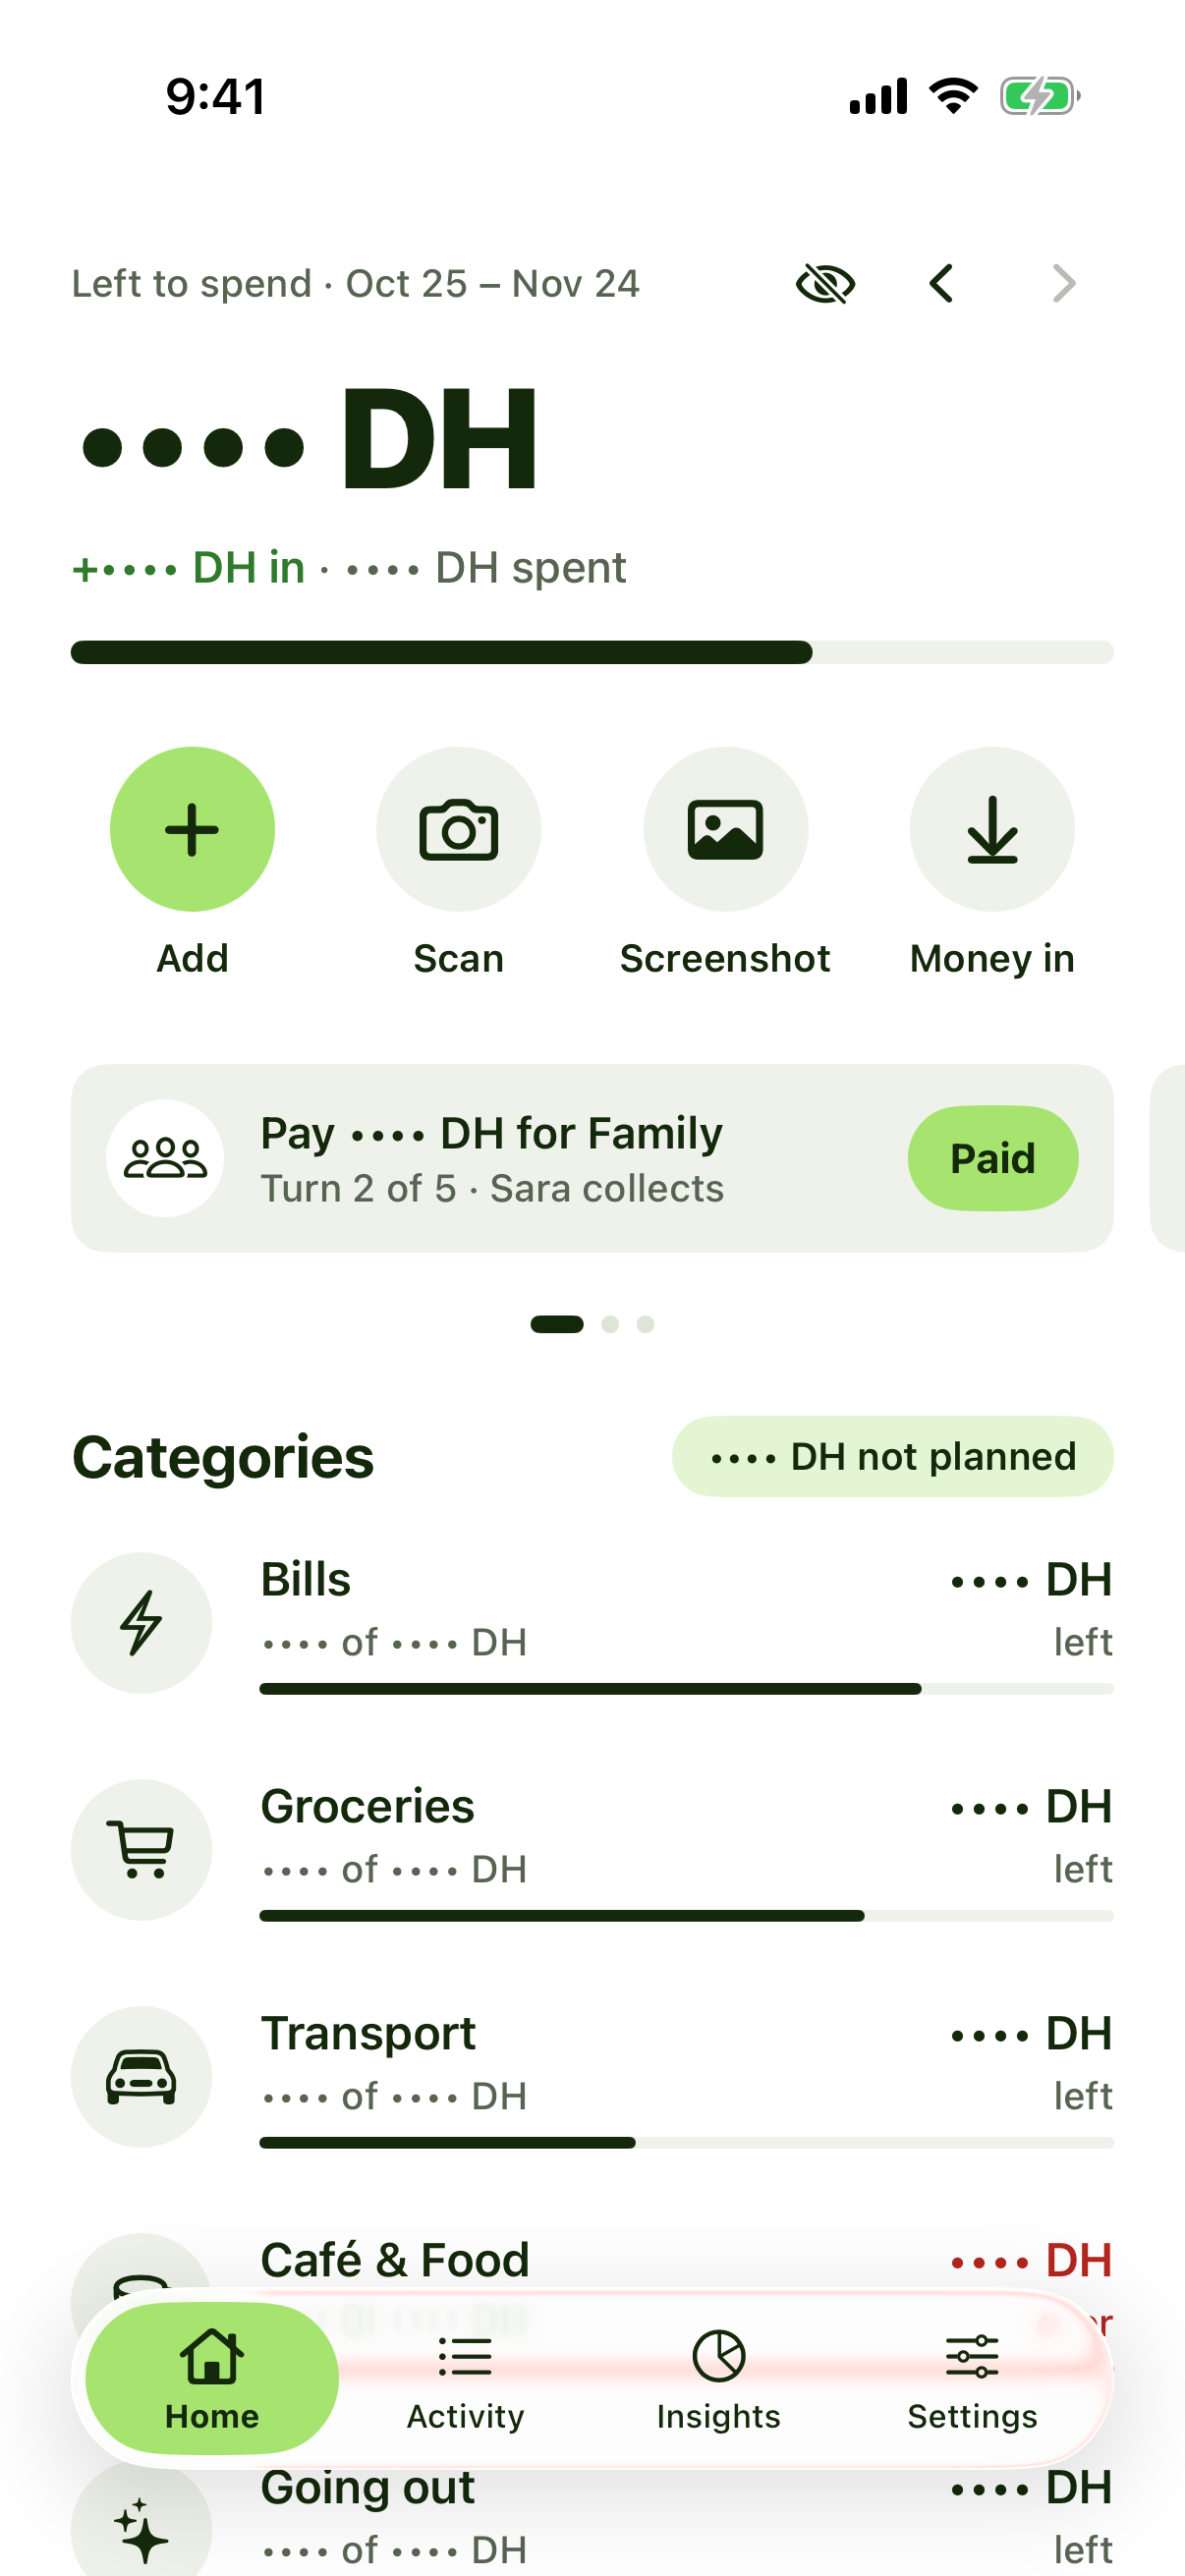 9:41
Left to spend · Oct 25 – Nov 24
•••• DH
+•••• DH in · •••• DH spent
Add
Scan
Screenshot
Money in
Pay •••• DH for Family
Turn 2 of 5 · Sara collects
Paid
Categories
•••• DH not planned
Bills
•••• DH
•••• of •••• DH
left
Groceries
•••• DH
•••• of •••• DH
left
Transport
•••• DH
•••• of •••• DH
left
Café & Food
•••• DH
Home
Activity
Insights
Settings
Going out
•••• DH
•••• of •••• DH
left